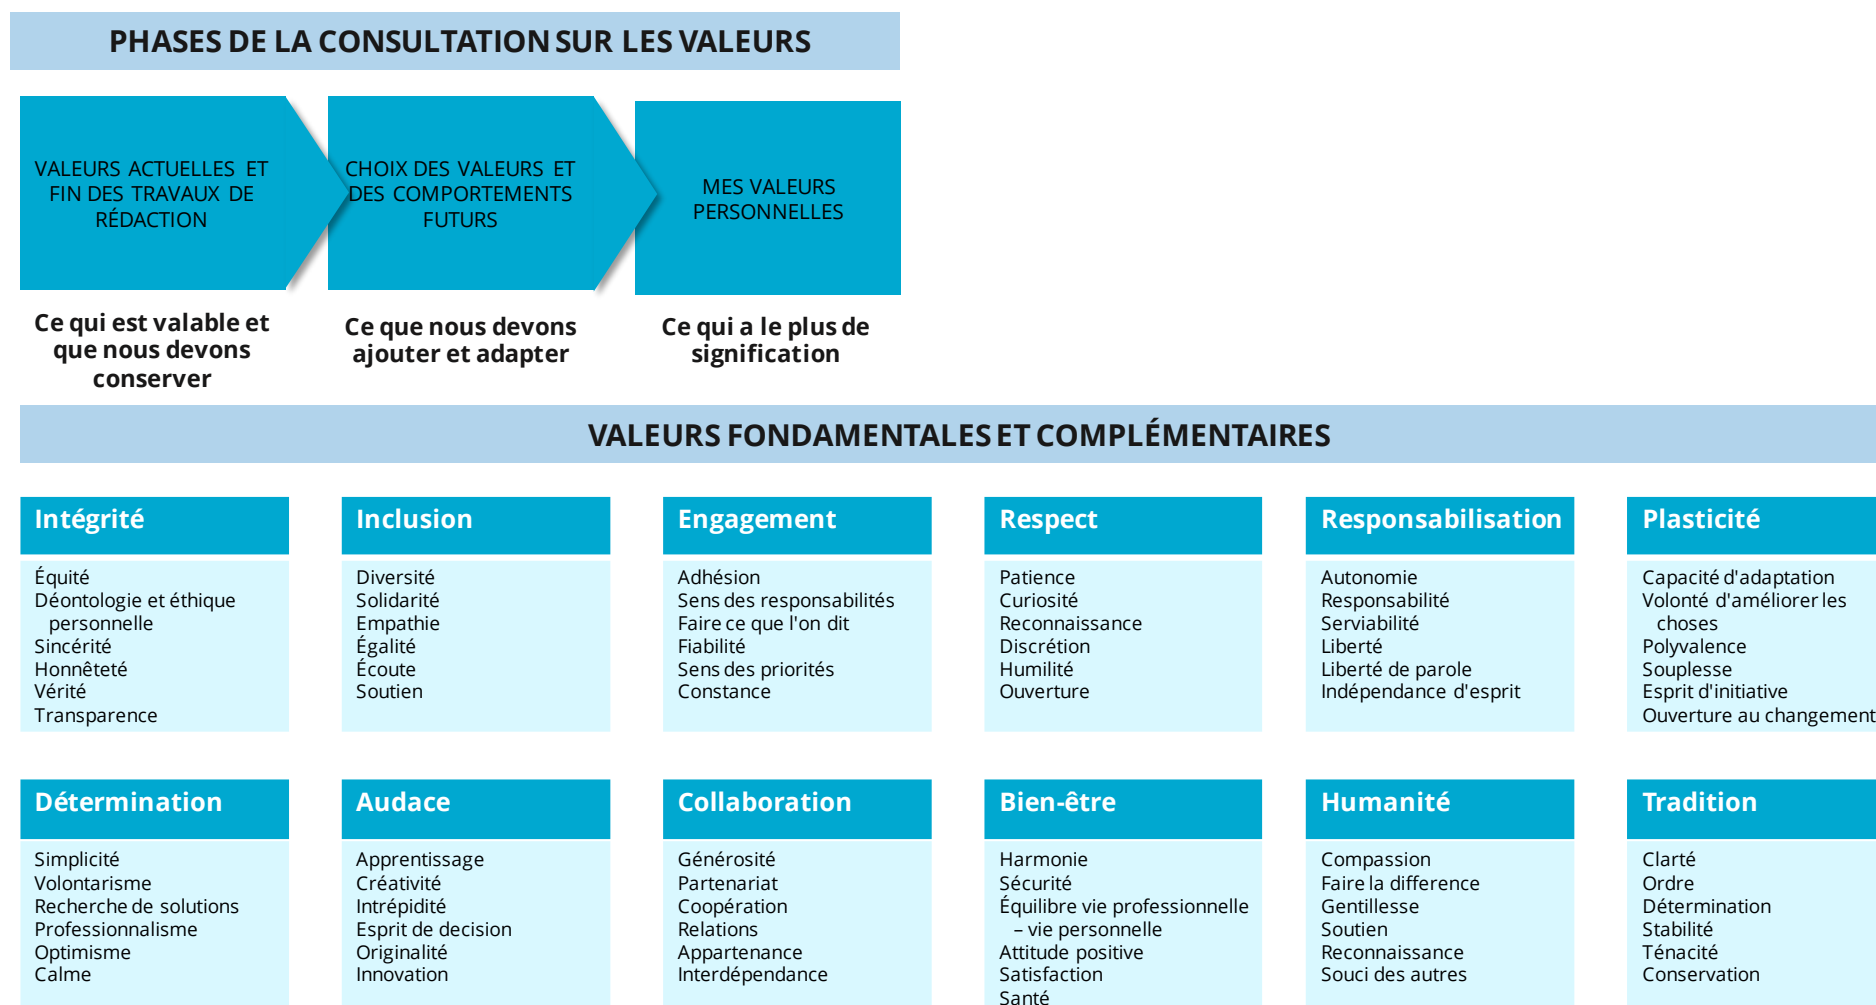 PHASES DE LA CONSULTATION SUR LES VALEURS
VALEURS ACTUELLES ET
FIN DES TRAVAUX DE
RÉDACTION
CHOIX DES VALEURS ET
DES COMPORTEMENTS
FUTURS
MES VALEURS
PERSONNELLES
Ce qui est valable et
que nous devons
conserver
Ce que nous devons
ajouter et adapter
Ce qui a le plus de
signification
VALEURS FONDAMENTALES ET COMPLÉMENTAIRES
Intégrité
Équité
Déontologie et éthique
personnelle
Sincérité
Honnêteté
Vérité
Transparence
Inclusion
Diversité
Solidarité
Empathie
Égalité
Écoute
Soutien
Engagement
Adhésion
Sens des responsabilités
Faire ce que l'on dit
Fiabilité
Sens des priorités
Constance
Respect
Patience
Curiosité
Reconnaissance
Discrétion
Humilité
Ouverture
Responsabilisation
Autonomie
Responsabilité
Serviabilité
Liberté
Liberté de parole
Indépendance d'esprit
Plasticité
Capacité d'adaptation
Volonté d'améliorer les
choses
Polyvalence
Souplesse
Esprit d'initiative
Ouverture au changement
Détermination
Simplicité
Volontarisme
Recherche de solutions
Professionnalisme
Optimisme
Calme
Audace
Apprentissage
Créativité
Intrépidité
Esprit de decision
Originalité
Innovation
Collaboration
Générosité
Partenariat
Coopération
Relations
Appartenance
Interdépendance
Bien-être
Harmonie
Sécurité
Équilibre vie professionnelle
– vie personnelle
Attitude positive
Satisfaction
Santé
Humanité
Compassion
Faire la difference
Gentillesse
Soutien
Reconnaissance
Souci des autres
Tradition
Clarté
Ordre
Détermination
Stabilité
Ténacité
Conservation